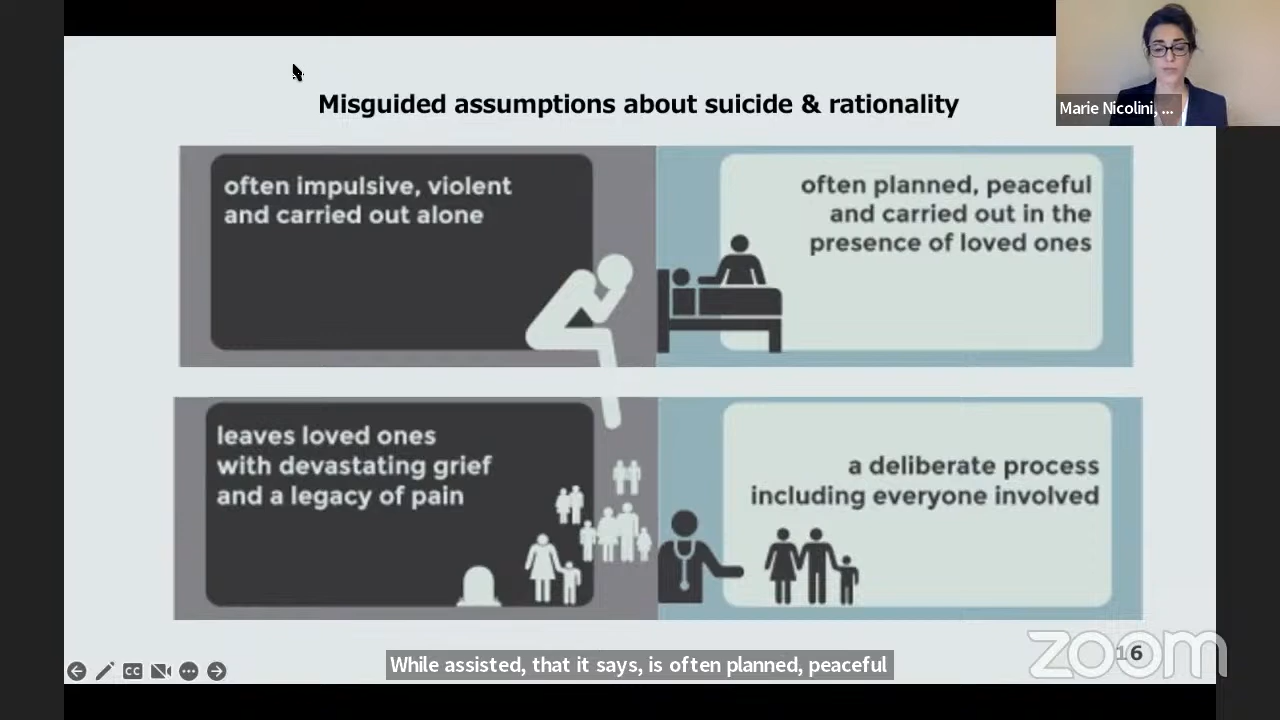 Misguided assumptions about suicide & rationality
Marie Nicolini, ...
often impulsive, violent
and carried out alone
often planned, peaceful
and carried out in the
presence of loved ones
leaves loved ones
with devastating grief
and a legacy of pain
a deliberate process
including everyone involved
CC
While assisted, that it says, is often planned, peaceful
zoom
16